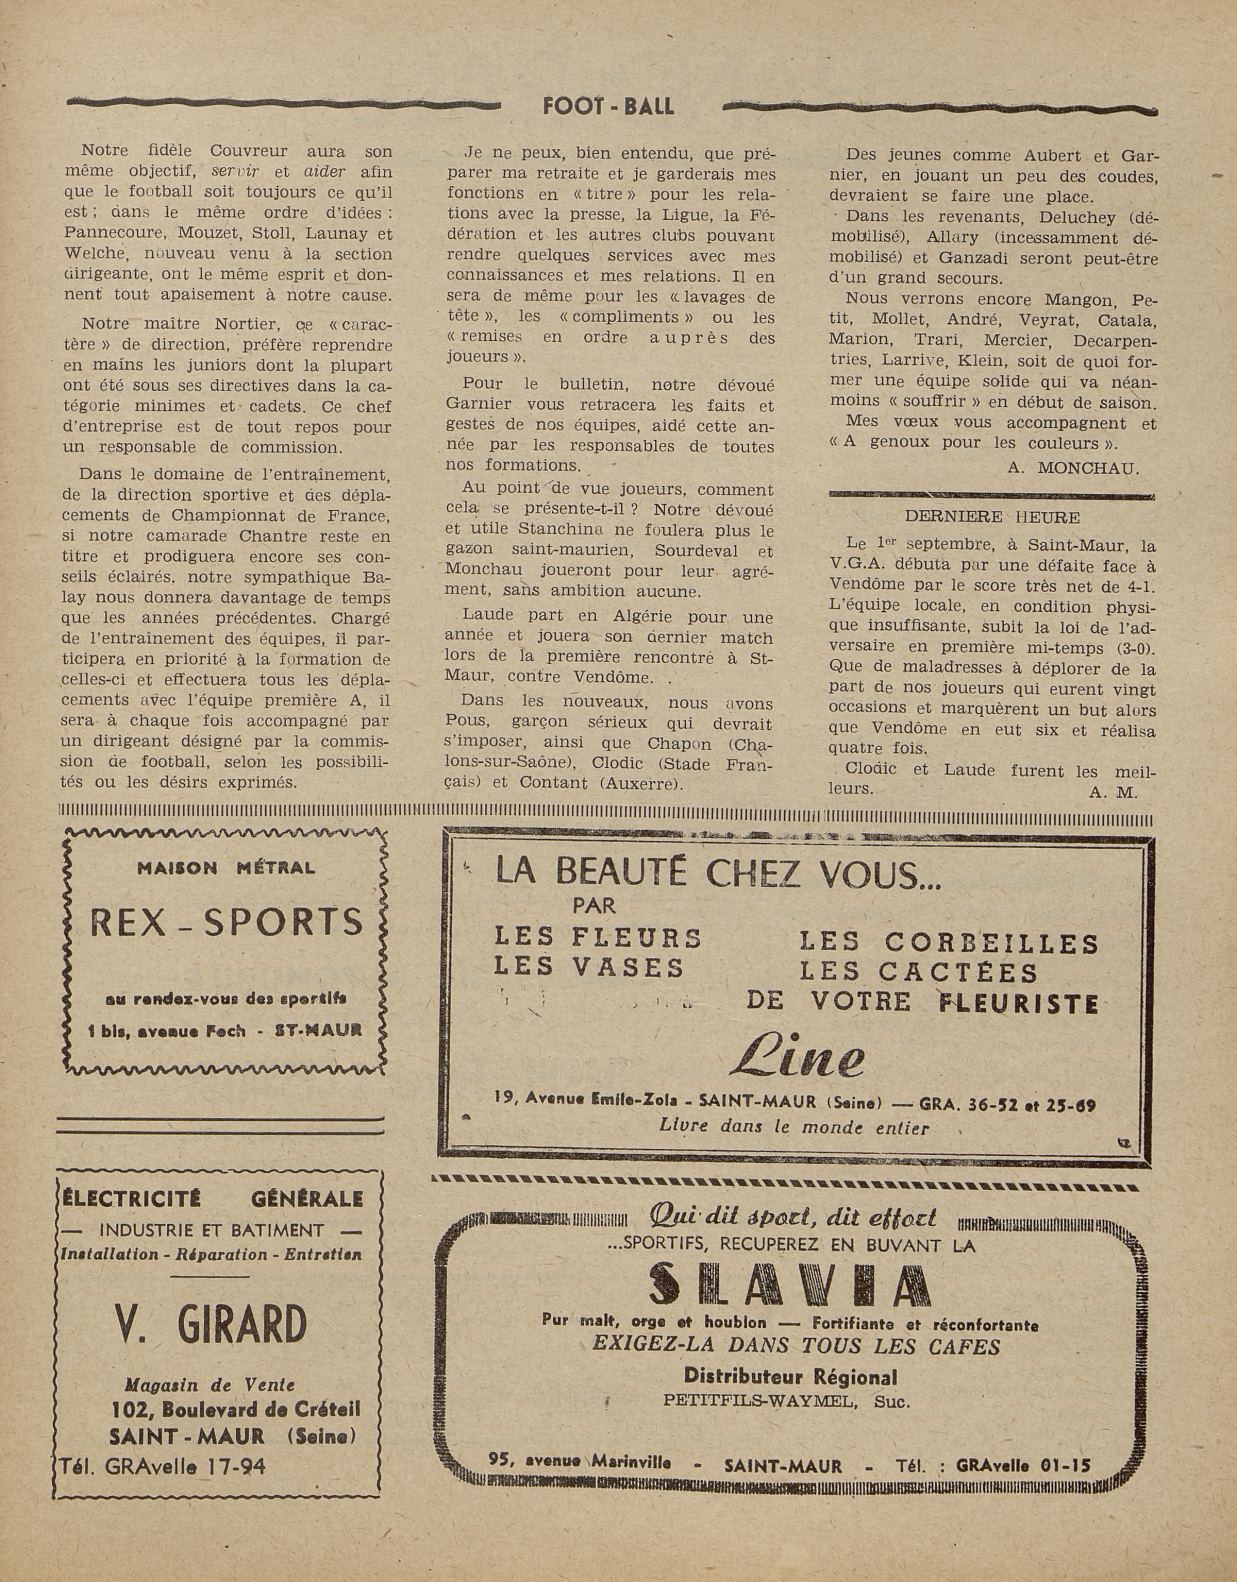 FOOT - BALL
Notre fidèle Couvreur aura son
même objectif, servir et aider afin
que le football soit toujours ce qu'il
est ; dans le même ordre d'idées :
Pannecoure, Mouzet, Stoll, Launay et
Welche, nouveau venu à la section
dirigeante, ont le même esprit et don-
nent tout apaisement à notre cause.
Notre maître Nortier, de « carac-
tère » de direction, préfère reprendre
en mains les juniors dont la plupart
ont été sous ses directives dans la ca-
tégorie minimes et cadets. Ce chef
d'entreprise est de tout repos pour
un responsable de commission.
Dans le domaine de l'entraînement,
de la direction sportive et des dépla-
cements de Championnat de France,
si notre camarade Chantre reste en
titre et prodiguera encore ses con-
seils éclairés, notre sympathique Ba-
lay nous donnera davantage de temps
que les années précédentes. Chargé
de l'entraînement des équipes, il par-
ticipera en priorité à la formation de
celles-ci et effectuera tous les dépla-
cements avec l'équipe première A, il
sera à chaque fois accompagné par
un dirigeant désigné par la commis-
sion de football, selon les possibili-
tés ou les désirs exprimés.
Je ne peux, bien entendu, que pré-
parer ma retraite et je garderais mes
fonctions en « titre » pour les rela-
tions avec la presse, la Ligue, la Fé-
dération et les autres clubs pouvant
rendre quelques services avec mes
connaissances et mes relations. Il en
sera de même pour les « lavages de
tête », les « compliments » ou les
« remises en ordre auprès des
joueurs ».
Pour le bulletin, notre dévoué
Garnier vous retracera les faits et
gestes de nos équipes, aidé cette an-
née par les responsables de toutes
nos formations.
Au point de vue joueurs, comment
cela se présente-t-il ? Notre dévoué
et utile Stanchina ne foulera plus le
gazon saint-maurien, Sourdeval et
Monchau joueront pour leur agré-
ment, sans ambition aucune.
Laude part en Algérie pour une
année et jouera son dernier match
lors de la première rencontre à St-
Maur, contre Vendôme.
Dans les nouveaux, nous avons
Pous, garçon sérieux qui devrait
s'imposer, ainsi que Chapon (Cha-
lons-sur-Saône), Clodic (Stade Fran-
çais) et Contant (Auxerre).
Des jeunes comme Aubert et Gar-
nier, en jouant un peu des coudes,
devraient se faire une place.
Dans les revenants, Deluchey (dé-
mobilisé), Allary (incessamment dé-
mobilisé) et Ganzadi seront peut-être
d'un grand secours.
Nous verrons encore Mangon, Pe-
tit, Mollet, André, Veyrat, Catala,
Marion, Trari, Mercier, Decarpen-
tries, Larrive, Klein, soit de quoi for-
mer une équipe solide qui va néan-
moins « souffrir » en début de saison.
Mes vœux vous accompagnent et
« A genoux pour les couleurs ».
A. MONCHAU.
DERNIERE HEURE
Le 1er septembre, à Saint-Maur, la
V.G.A. débuta par une défaite face à
Vendôme par le score très net de 4-1.
L'équipe locale, en condition physi-
que insuffisante, subit la loi de l'ad-
versaire en première mi-temps (3-0).
Que de maladresses à déplorer de la
part de nos joueurs qui eurent vingt
occasions et marquèrent un but alors
que Vendôme en eut six et réalisa
quatre fois.
Clodic et Laude furent les meil-
leurs. A. M.
MAISON MÉTRAL
REX - SPORTS
au rendez-vous des sportifs
1 bis, avenue Foch - ST-MAUR
ÉLECTRICITÉ GÉNÉRALE
— INDUSTRIE ET BATIMENT —
Installation - Réparation - Entretien
V. GIRARD
Magasin de Vente
102, Boulevard de Créteil
SAINT - MAUR (Seine)
Tél. GRAvelle 17-94
LA BEAUTÉ CHEZ VOUS...
PAR
LES FLEURS LES CORBEILLES
LES VASES LES CACTÉES
DE VOTRE FLEURISTE
Line
19, Avenue Emile-Zola - SAINT-MAUR (Seine) — GRA. 36-52 et 25-69
Livre dans le monde entier
Qui dit sport, dit effort
...SPORTIFS, RECUPEREZ EN BUVANT LA
SLAVIA
Pur malt, orge et houblon — Fortifiante et réconfortante
EXIGEZ-LA DANS TOUS LES CAFES
Distributeur Régional
PETITFILS-WAYMEL, Suc.
95, avenue Marinville - SAINT-MAUR - Tél. : GRAvelle 01-15